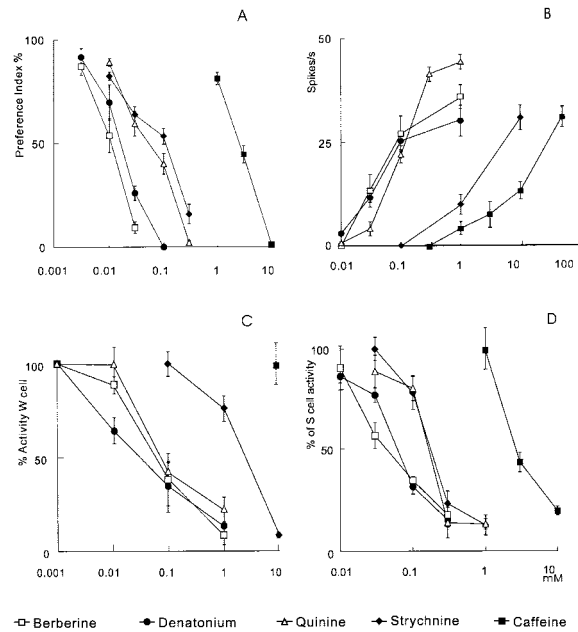 A
B
Preference Index %
100
50
0
0.001
0.01
0.1
1
10
Spikes/s
50
25
0
0.01
0.1
1
10
100
C
D
% Activity W cell
100
50
0
0.001
0.01
0.1
1
10
% of S cell activity
100
50
0
0.01
0.1
1
10
mM
Berberine
Denatonium
Quinine
Strychnine
Caffeine